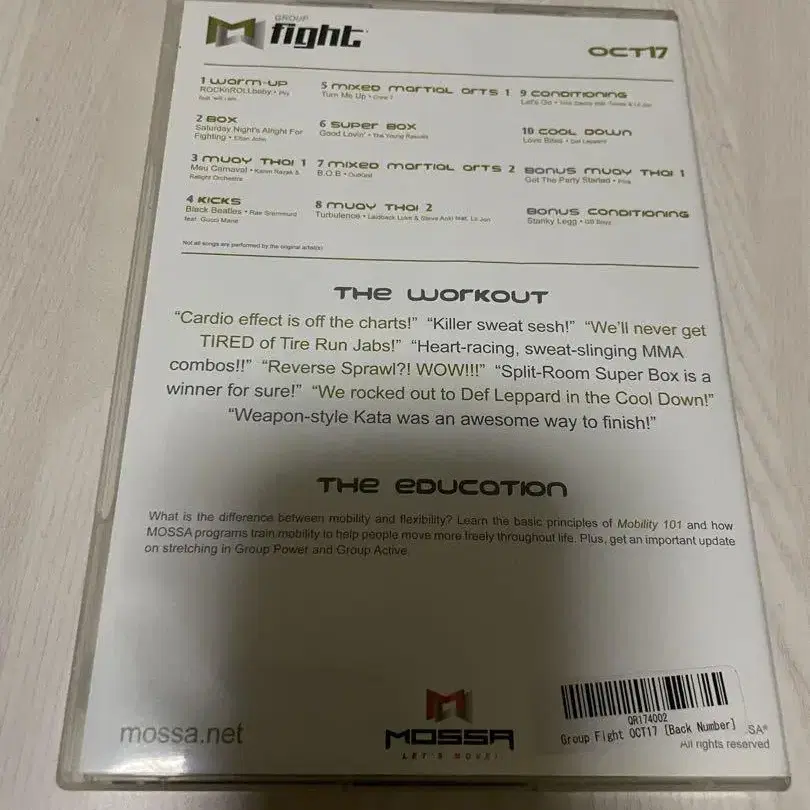 GROUP
fight
OCT17
1 WARM-UP
ROCKnROLLbaby •
2 BOX
Saturday Night's Alright For
Fighting • Elton John
3 MUAY THAI 1
Meu Carnaval • Karen
Relight Orchestra
4 KICKS
Black Beatles • Rae Sremmurd
feat. Gucci Mane
5 MIXED MARTIAL ARTS 1
Turn Me Up •
6 SUPER BOX
Good Lovin' • The Young Rascals
7 MIXED MARTIAL ARTS 2
B.O.B • OutKast
8 MUAY THAI 2
Turbulence • Laidback Luke & Steve Aoki feat. Lil Jon
9 CONDITIONING
Let's Go •
10 COOL DOWN
Love Bites • Def Leppard
BONUS MUAY THAI 1
Get The Party Started • Pink
BONUS CONDITIONING
Stanky Legg • GS Boyz
Not all songs are performed by the original artist(s)
THE WORKOUT
"Cardio effect is off the charts!" "Killer sweat sesh!" "We'll never get
TIRED of Tire Run Jabs!" "Heart-racing, sweat-slinging MMA
combos!!" "Reverse Sprawl?! WOW!!!" "Split-Room Super Box is a
winner for sure!" "We rocked out to Def Leppard in the Cool Down!"
"Weapon-style Kata was an awesome way to finish!"
THE EDUCATION
What is the difference between mobility and flexibility? Learn the basic principles of Mobility 101 and how
MOSSA programs train mobility to help people move more freely throughout life. Plus, get an important update
on stretching in Group Power and Group Active.
mossa.net
MOSSA
LET'S MOVE!
QR174002
Group Fight OCT17 [Back Number]
SA®
All rights reserved